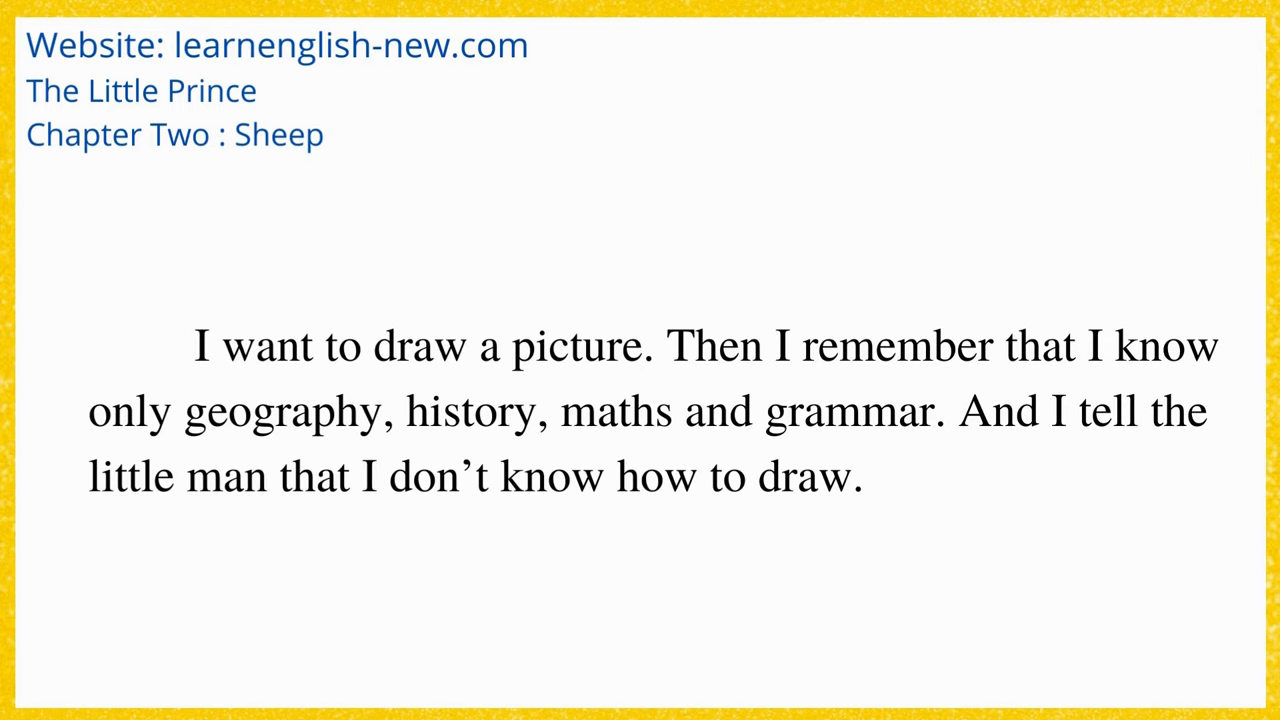 Website: learnenglish-new.com
The Little Prince
Chapter Two : Sheep
I want to draw a picture. Then I remember that I know
only geography, history, maths and grammar. And I tell the
little man that I don’t know how to draw.